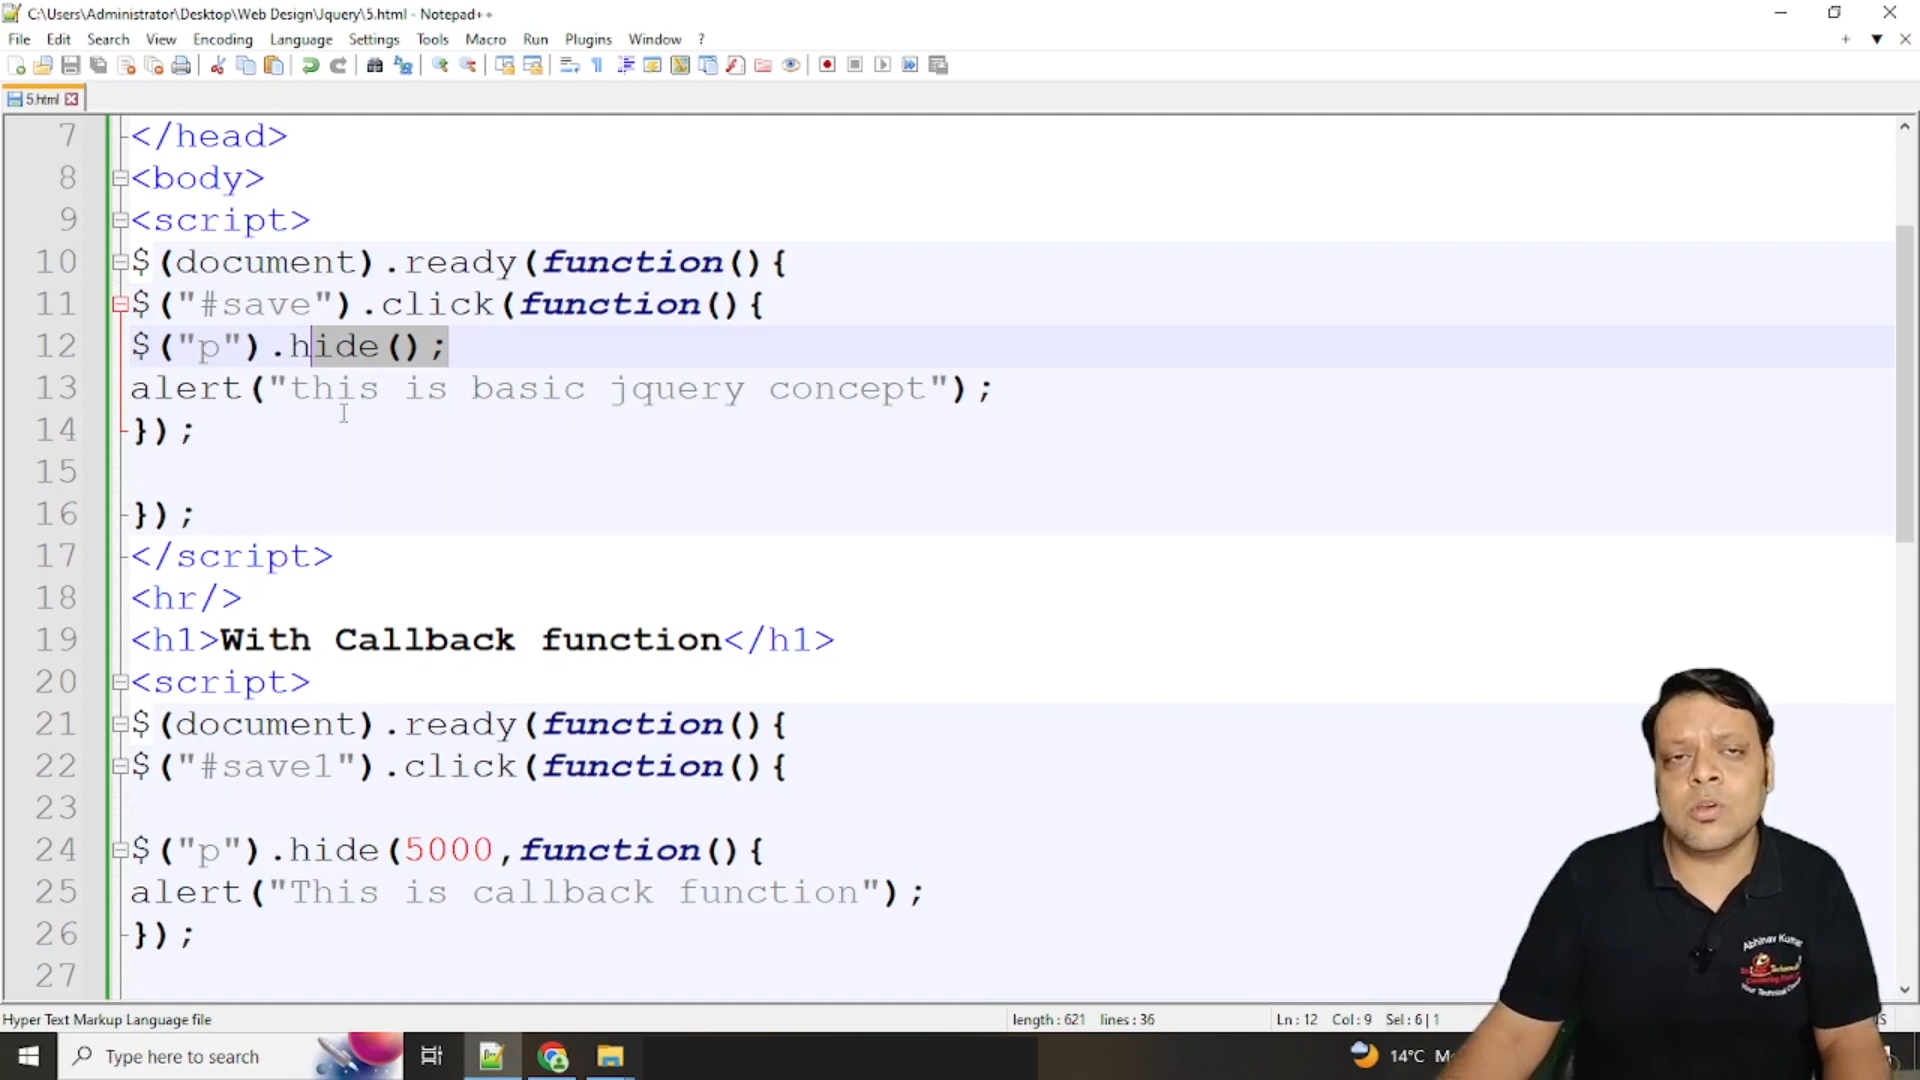 C:\Users\Administrator\Desktop\Web Design\Jquery\5.html - Notepad++
File Edit Search View Encoding Language Settings Tools Macro Run Plugins Window ?
5.html
7 </head>
8 <body>
9 <script>
10 $(document).ready(function(){
11 $("#save").click(function(){
12 $("p").hide();
13 alert("this is basic jquery concept");
14 });
15
16 });
17 </script>
18 <hr/>
19 <h1>With Callback function</h1>
20 <script>
21 $(document).ready(function(){
22 $("#save1").click(function(){
23
24 $("p").hide(5000,function(){
25 alert("This is callback function");
26 });
27
Abhinav Kumar
Hyper Text Markup Language file length : 621 lines : 36 Ln : 12 Col : 9 Sel : 6 | 1
Type here to search 14°C